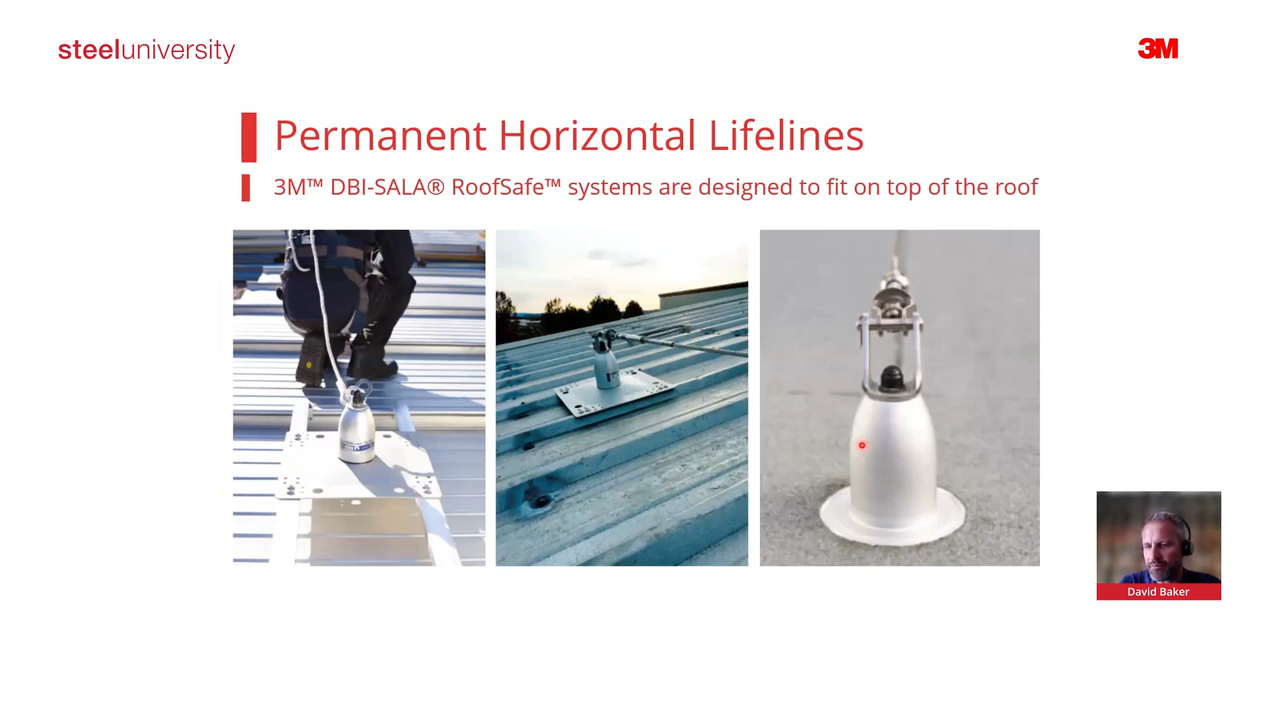 steeluniversity
3M
Permanent Horizontal Lifelines
3M™ DBI-SALA® RoofSafe™ systems are designed to fit on top of the roof
David Baker